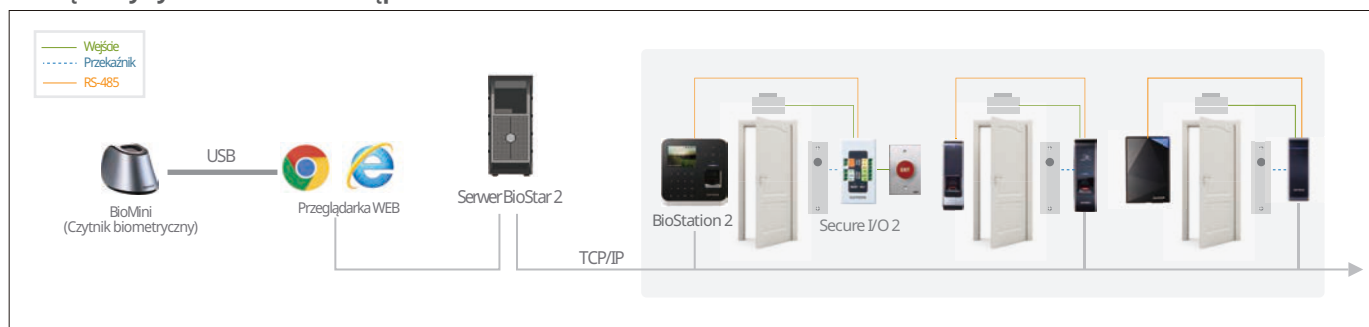 Wejście
Przekaźnik
RS-485
USB
BioMini
(Czytnik biometryczny)
Przeglądarka WEB
Serwer BioStar 2
TCP/IP
BioStation 2
Secure I/O 2
EXIT